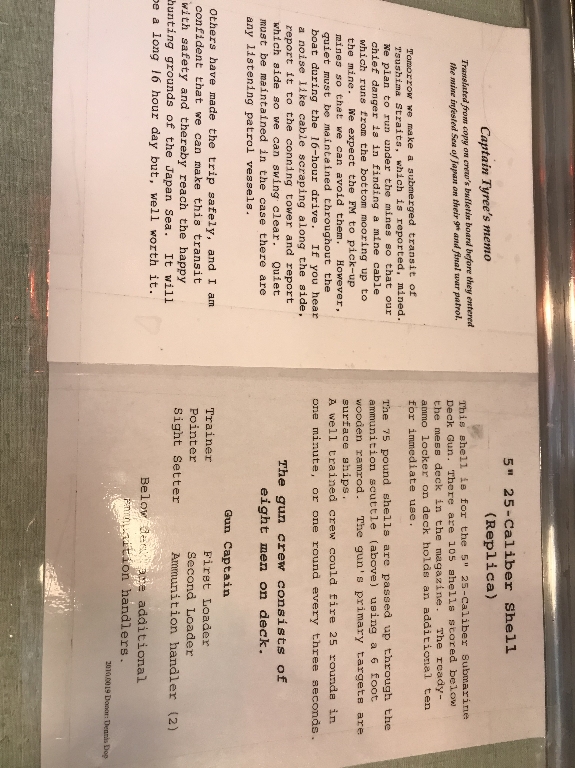 Captain Tyree's memo
Translated from copy on crew's bulletin board before they entered
the mine infested Sea of Japan on their 9th and final war patrol.
Tomorrow we make a submerged transit of
Tsushima Straits, which is reported, mined.
We plan to run under the mines so that our
chief danger is in finding a mine cable
which runs from the bottom mooring up to
the mine. We expect the FM to pick-up
mines so that we can avoid them. However,
quiet must be maintained throughout the
boat during the 16-hour drive. If you hear
a noise like cable scraping along the side,
report it to the conning tower and report
which side so we can swing clear. Quiet
must be maintained in the case there are
any listening patrol vessels.
Others have made the trip safely, and I am
confident that we can make this transit
with safety and thereby reach the happy
hunting grounds of the Japan Sea. It will
be a long 16 hour day but, well worth it.
5" 25-Caliber Shell
(Replica)
This shell is for the 5" 25-Caliber Submarine
Deck Gun. There are 105 shells stored below
the mess deck in the magazine. The ready-
ammo locker on deck holds an additional ten
for immediate use.
The 75 pound shells are passed up through the
ammunition scuttle (above) using a 6 foot
wooden ramrod. The gun's primary targets are
surface ships.
A well trained crew could fire 25 rounds in
one minute, or one round every three seconds.
The gun crew consists of
eight men on deck.
Gun Captain
Trainer First Loader
Pointer Second Loader
Sight Setter Ammunition handler (2)
Below deck are additional
ammunition handlers.
2010.0019 Donor: Dennis